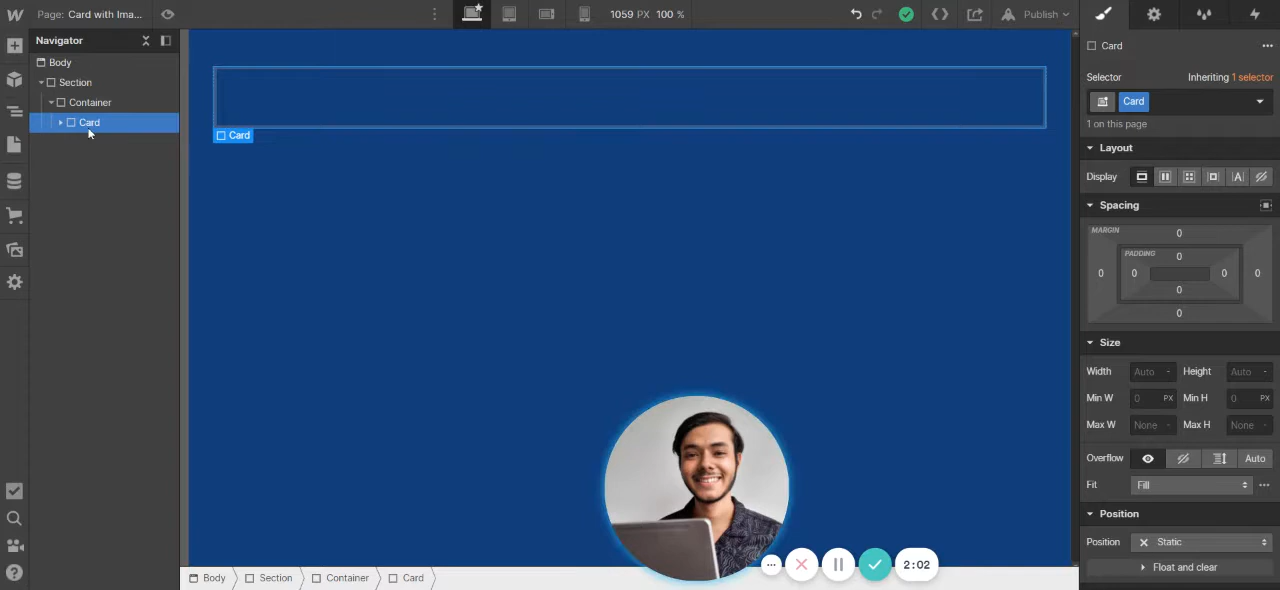 Page: Card with Ima...
1059 PX 100 %
Publish
Navigator
Body
Section
Container
Card
Card
Card
Selector
Inheriting 1 selector
Card
1 on this page
Layout
Display
Spacing
MARGIN
0
PADDING
0
0
0
0
0
0
0
Size
Width
Auto
-
Height
Auto
-
Min W
0
PX
Min H
0
PX
Max W
None
-
Max H
None
-
Overflow
Auto
Fit
Fill
Position
Position
Static
Float and clear
2:02
Body
Section
Container
Card